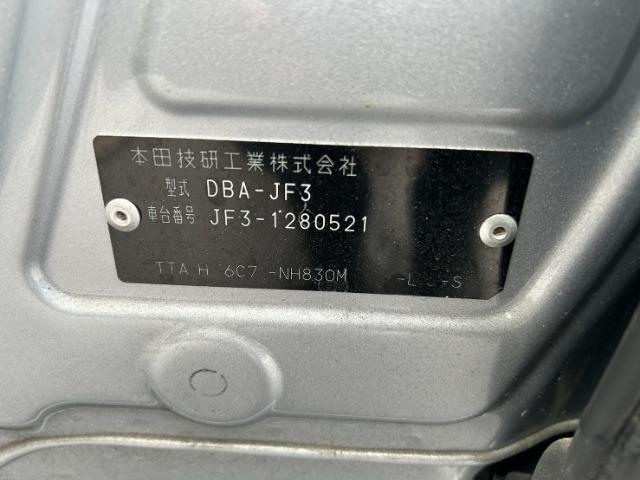 本田技研工業株式会社
型式 DBA-JF3
車台番号 JF3-1280521
TTA H 6C7 -NH830M -L -S